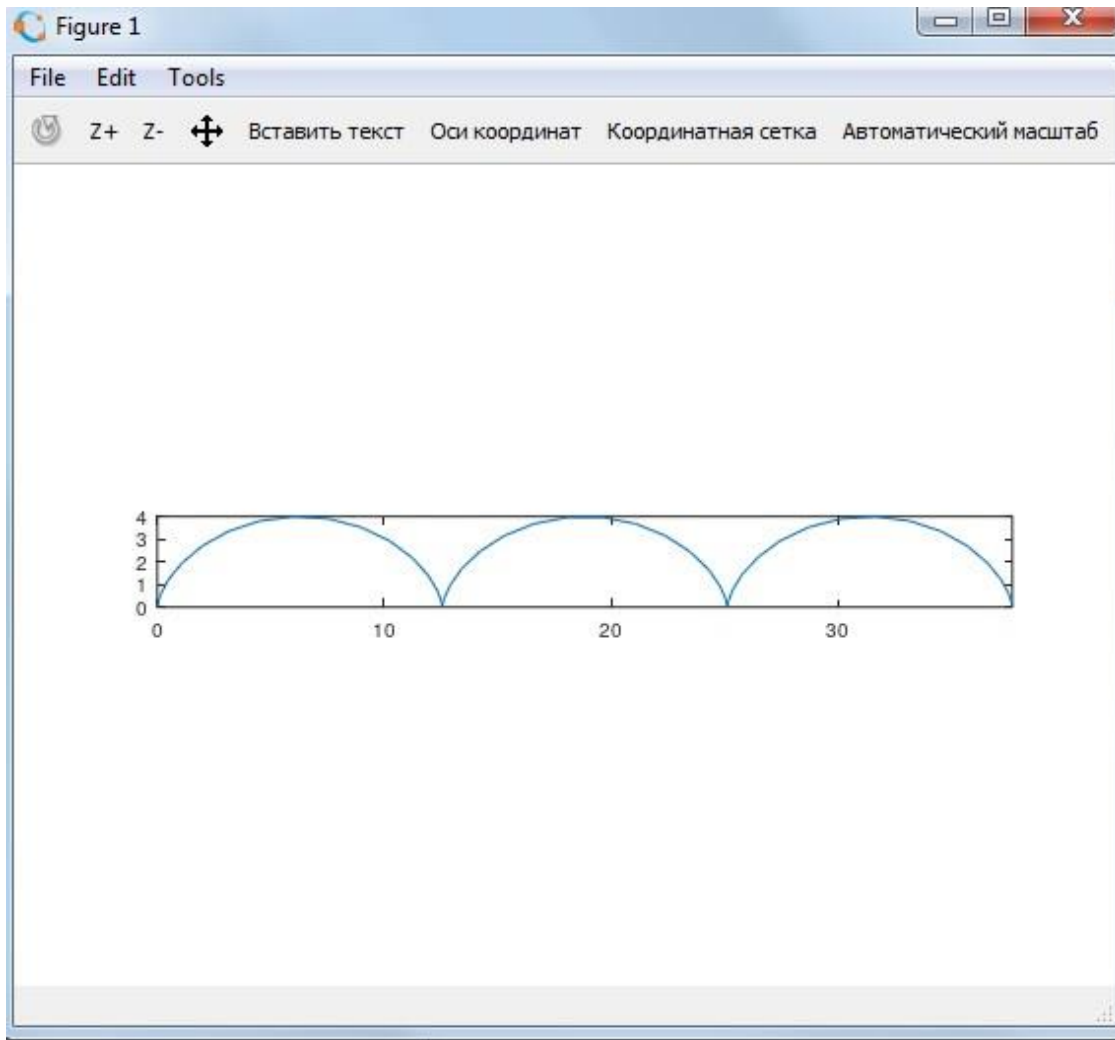 Figure 1
File Edit Tools
Z+ Z- Вставить текст Оси координат Координатная сетка Автоматический масштаб
4
3
2
1
0
0 10 20 30